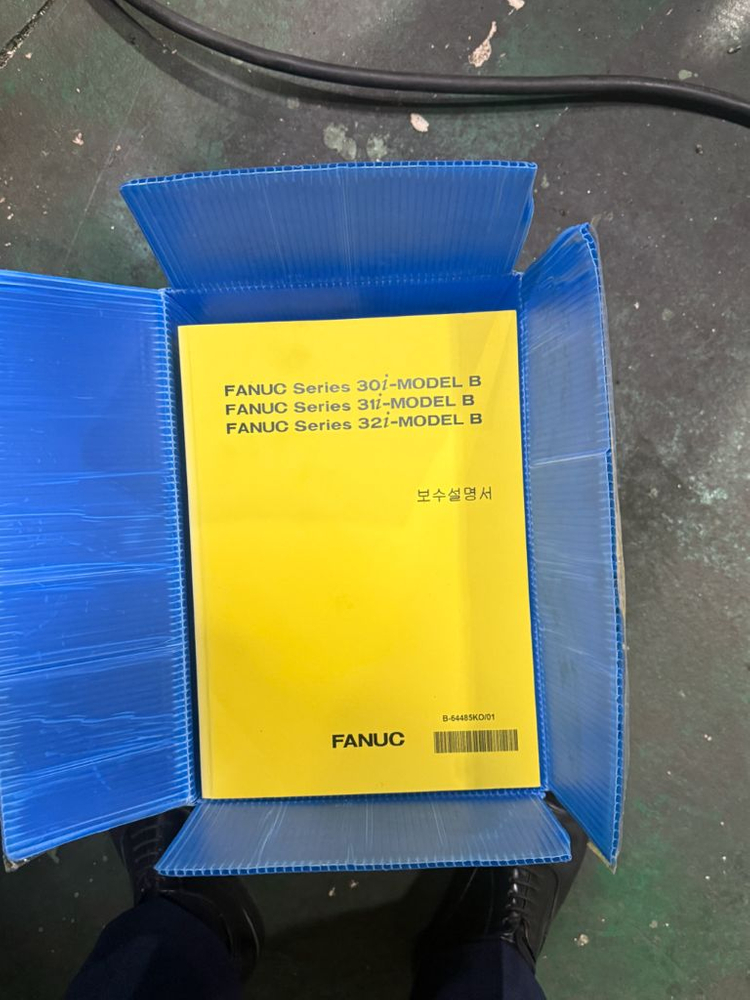 FANUC Series 30i-MODEL B
FANUC Series 31i-MODEL B
FANUC Series 32i-MODEL B
보수설명서
B-64485KO/01
FANUC